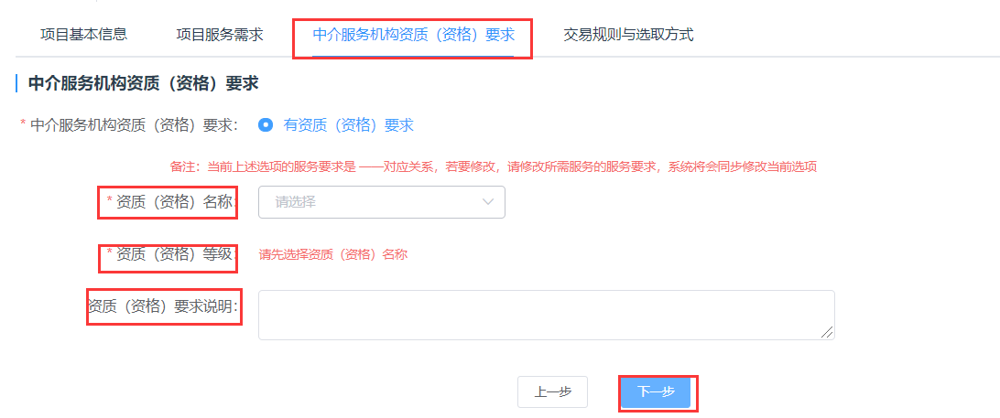 项目基本信息 项目服务需求 中介服务机构资质（资格）要求 交易规则与选取方式
中介服务机构资质（资格）要求
* 中介服务机构资质（资格）要求： 有资质（资格）要求
备注：当前上述选项的服务要求是 一一对应关系，若要修改，请修改所需服务的服务要求，系统将会同步修改当前选项
* 资质（资格）名称： 请选择
* 资质（资格）等级： 请先选择资质（资格）名称
资质（资格）要求说明：
上一步 下一步